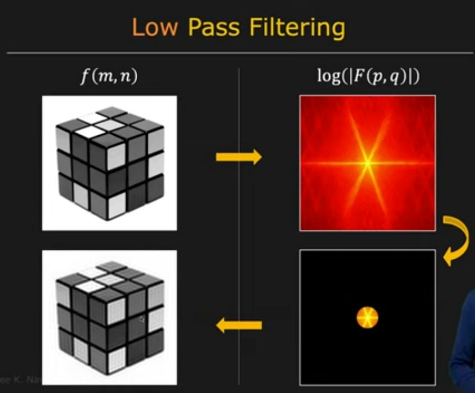 Low Pass Filtering
f(m, n)
log(|F(p, q)|)